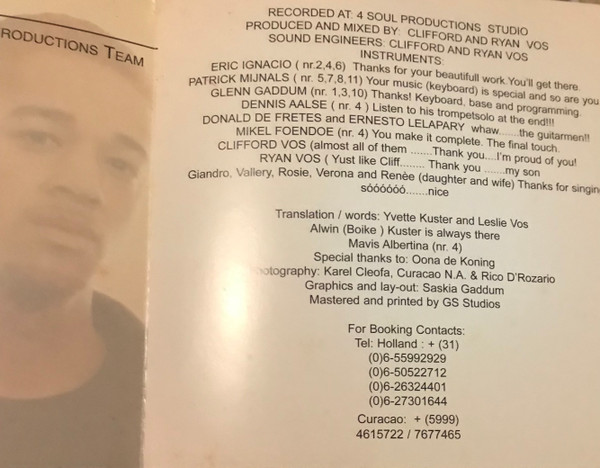 RODUCTIONS TEAM
RECORDED AT: 4 SOUL PRODUCTIONS STUDIO
PRODUCED AND MIXED BY: CLIFFORD AND RYAN VOS
SOUND ENGINEERS: CLIFFORD AND RYAN VOS
INSTRUMENTS:
ERIC IGNACIO ( nr.2,4,6) Thanks for your beautifull work.You'll get there.
PATRICK MIJNALS ( nr. 5,7,8,11) Your music (keyboard) is special and so are you
GLENN GADDUM (nr. 1,3,10) Thanks! Keyboard, base and programming.
DENNIS AALSE ( nr. 4 ) Listen to his trompetsolo at the end!!!
DONALD DE FRETES and ERNESTO LELAPARY whaw.......the guitarmen!!
MIKEL FOENDOE (nr. 4) You make it complete. The final touch.
CLIFFORD VOS (almost all of them .......Thank you....I'm proud of you!
RYAN VOS ( Yust like Cliff........ Thank you .......my son
Giandro, Vallery, Rosie, Verona and Renèe (daughter and wife) Thanks for singin
sóóóóóó......nice
Translation / words: Yvette Kuster and Leslie Vos
Alwin (Boike ) Kuster is always there
Mavis Albertina (nr. 4)
Special thanks to: Oona de Koning
otography: Karel Cleofa, Curacao N.A. & Rico D'Rozario
Graphics and lay-out: Saskia Gaddum
Mastered and printed by GS Studios
For Booking Contacts:
Tel: Holland : + (31)
(0)6-55992929
(0)6-50522712
(0)6-26324401
(0)6-27301644
Curacao: + (5999)
4615722 / 7677465